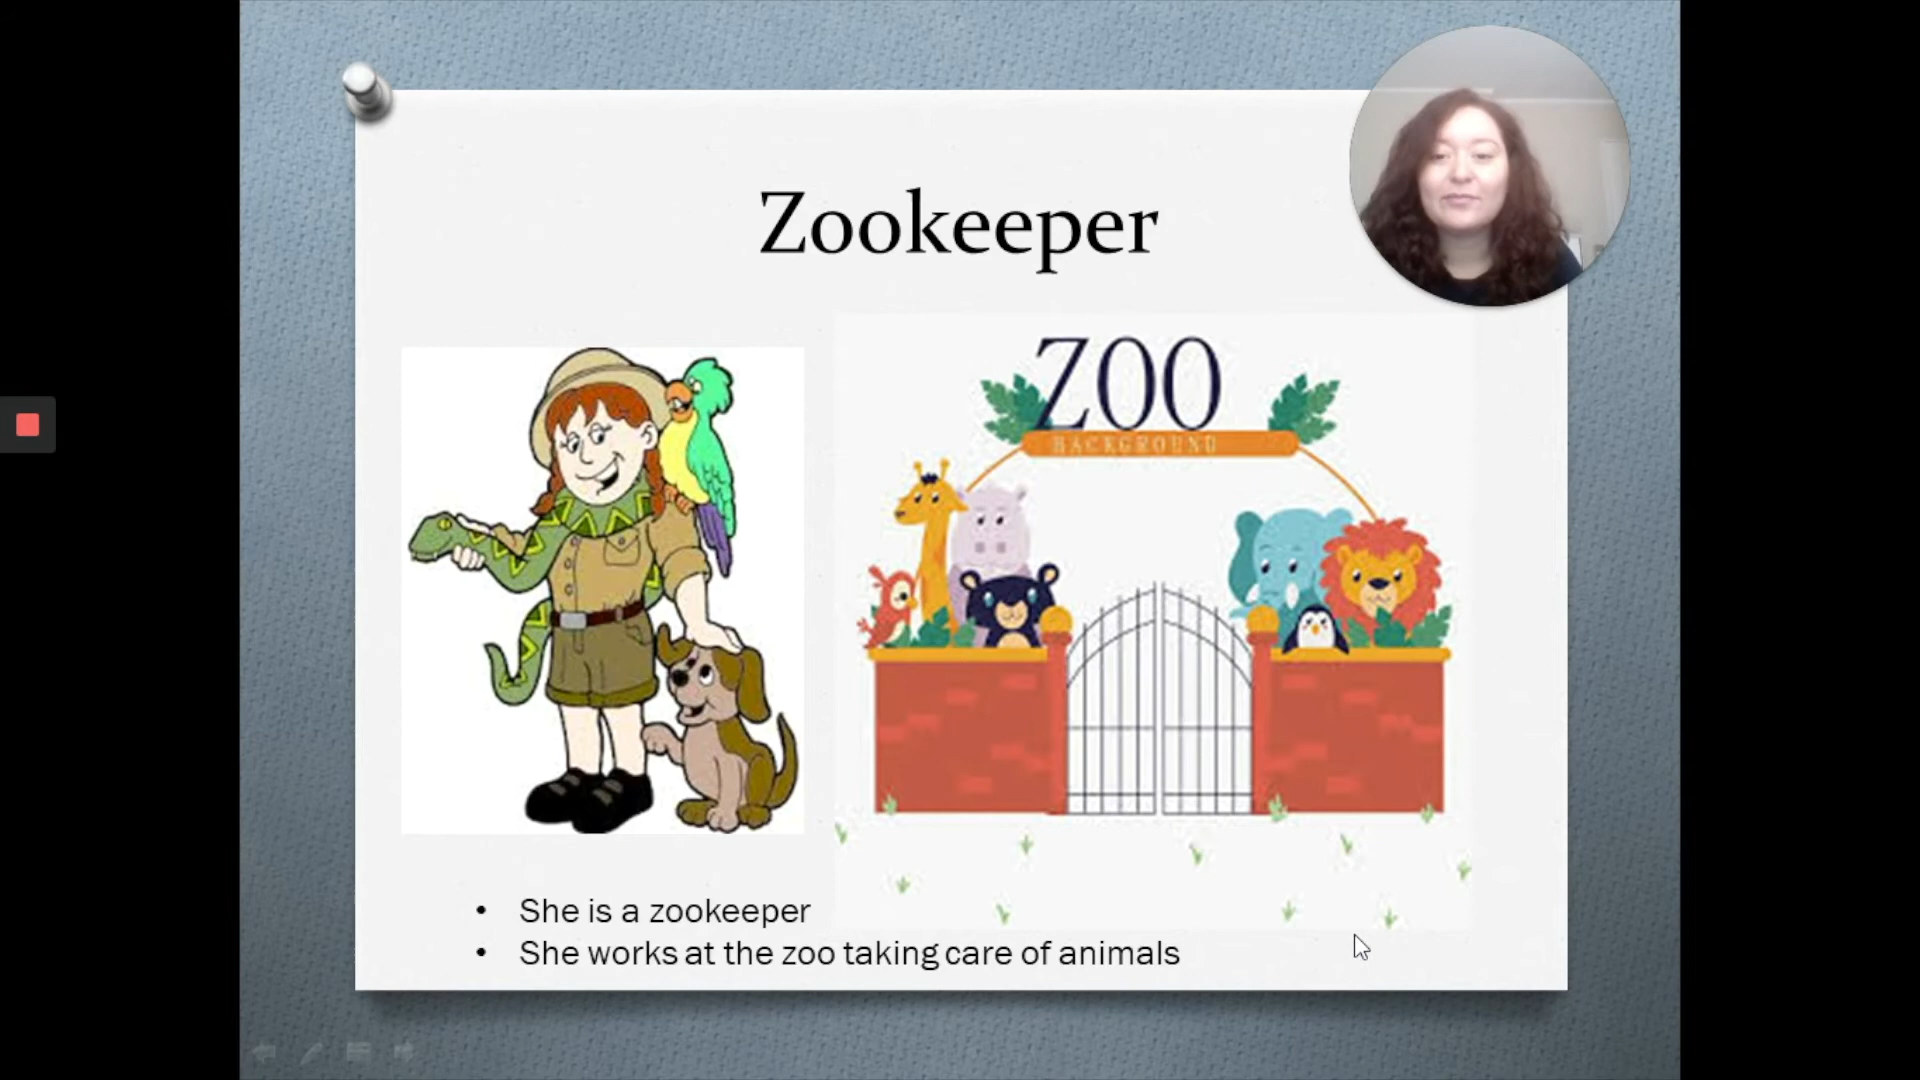 Zookeeper
ZOO
BACKGROUND
• She is a zookeeper
• She works at the zoo taking care of animals